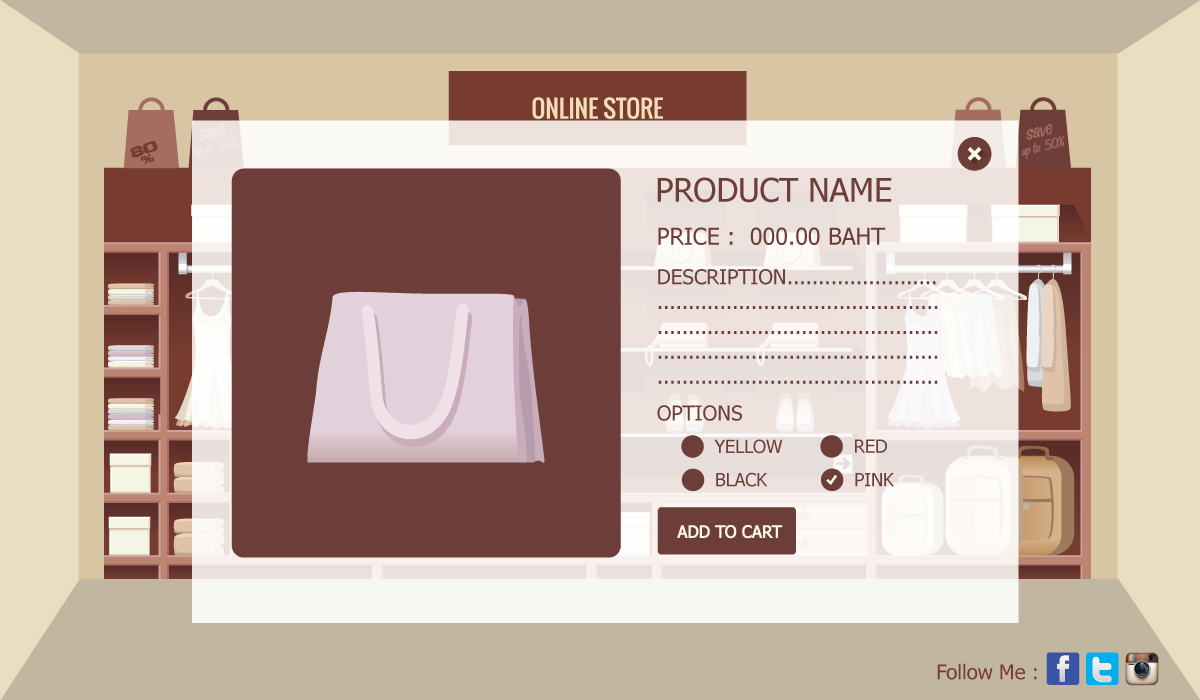 ONLINE STORE
80
%
save
up to 50%
save
up to 50%
PRODUCT NAME
PRICE : 000.00 BAHT
DESCRIPTION........................
........................................
........................................
........................................
........................................
OPTIONS
YELLOW RED
BLACK PINK
ADD TO CART
Follow Me :